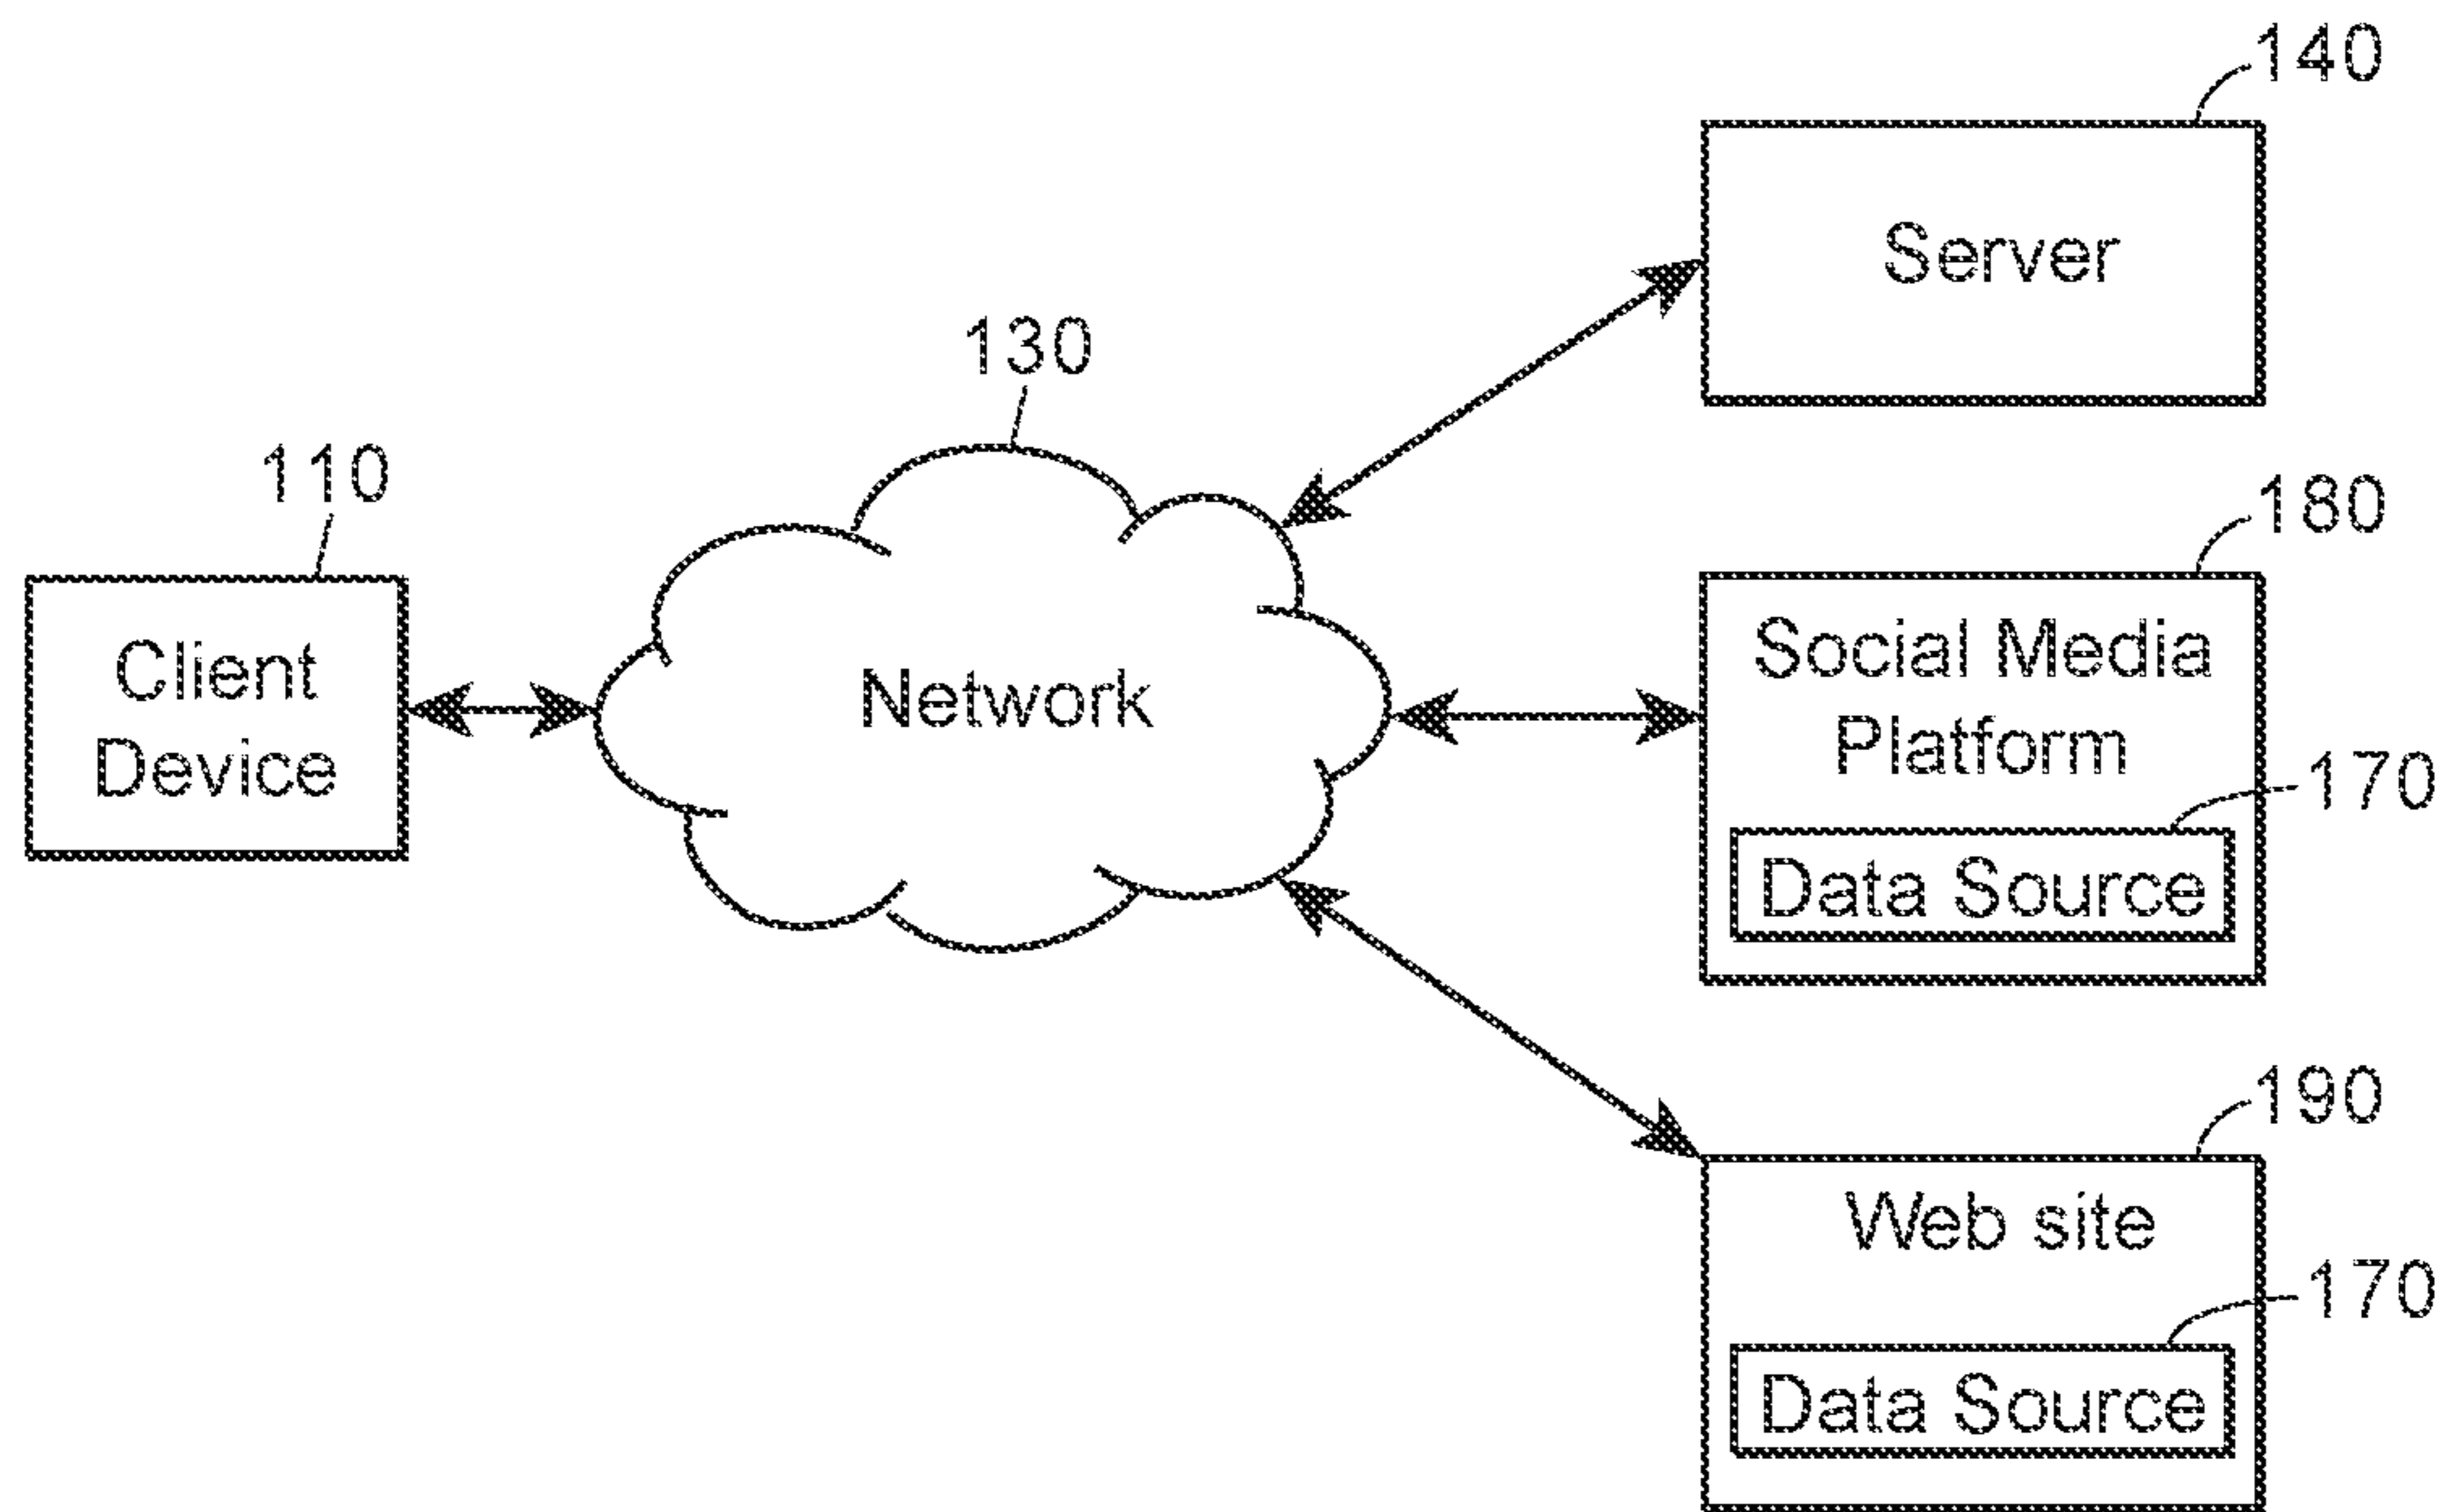 140
Server
130
110
Client
Device
Network
180
Social Media
Platform
170
Data Source
190
Web site
170
Data Source